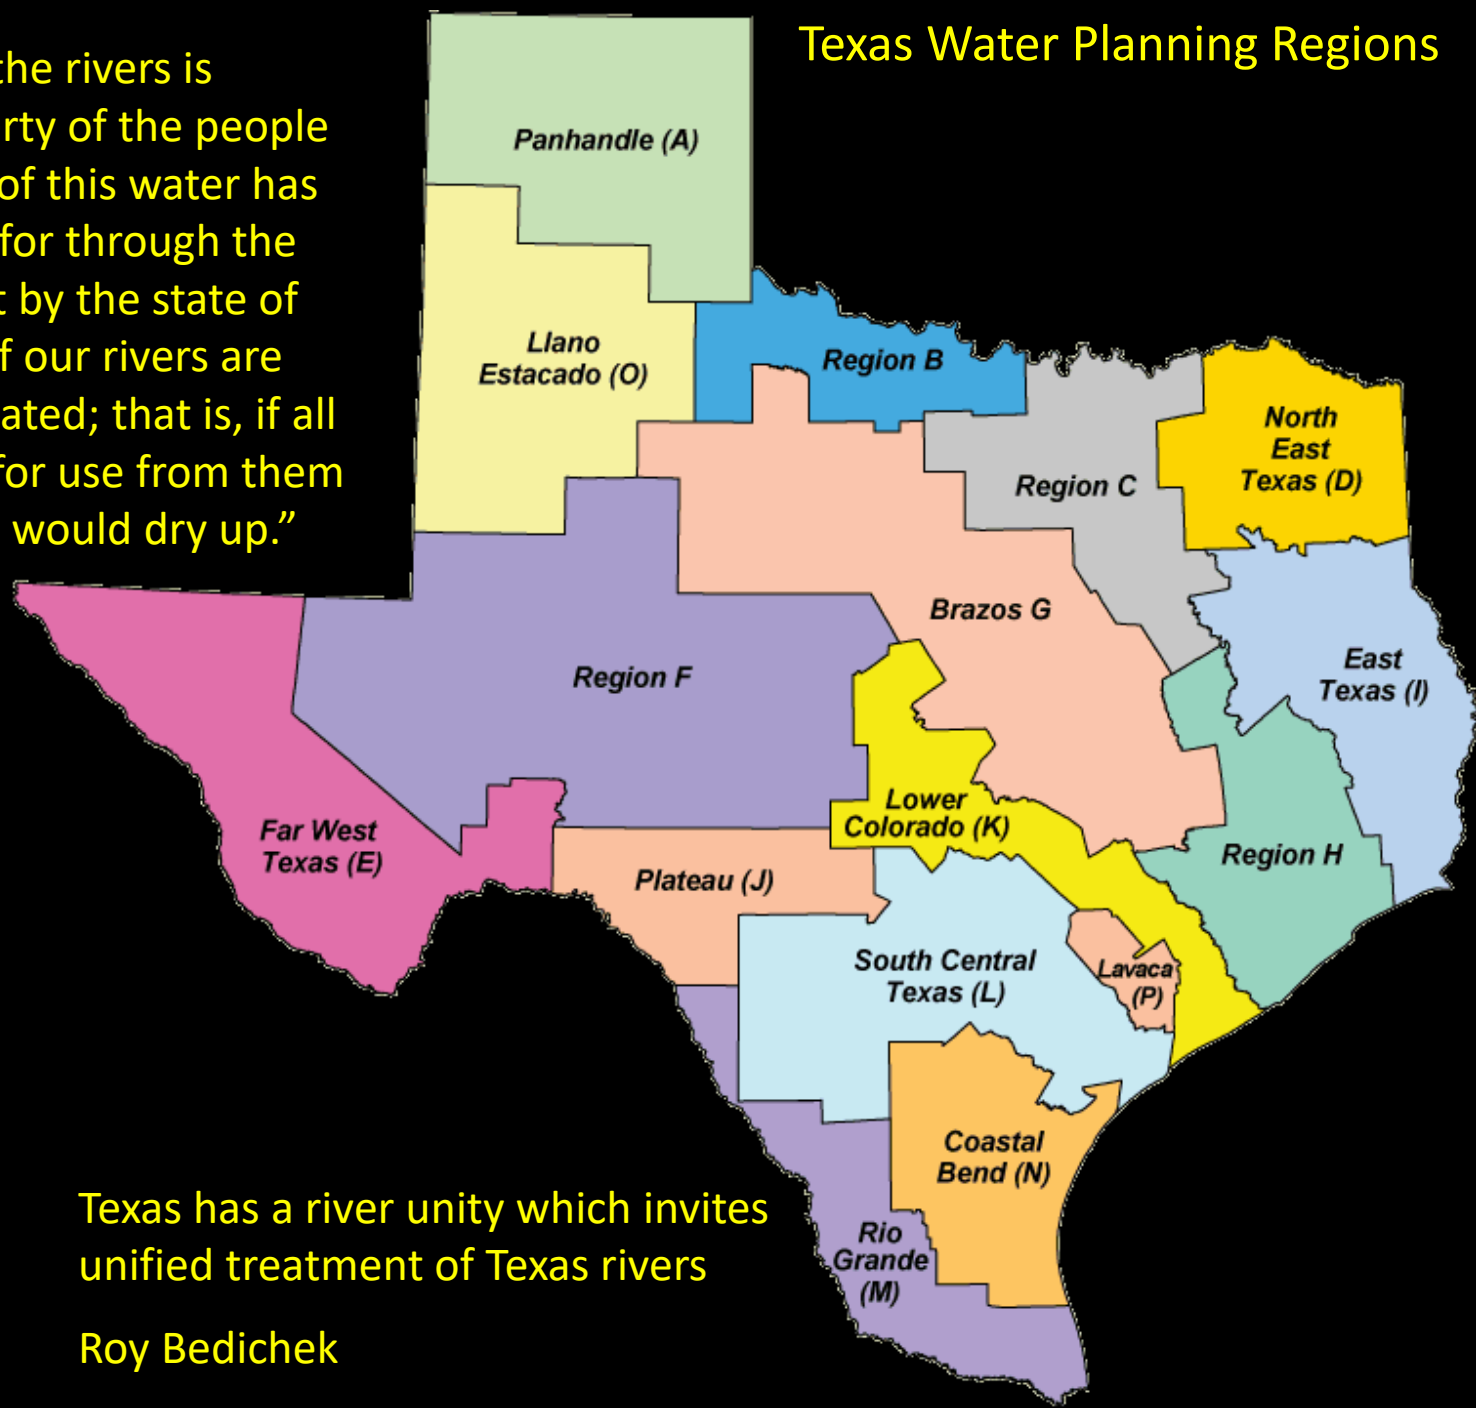 Texas Water Planning Regions
the rivers is
rty of the people
of this water has
for through the
t by the state of
f our rivers are
ated; that is, if all
for use from them
would dry up.”
Panhandle (A)
Llano
Estacado (O)
Region B
Region C
North
East
Texas (D)
Brazos G
Region F
East
Texas (I)
Far West
Texas (E)
Lower
Colorado (K)
Region H
Plateau (J)
South Central
Texas (L)
Lavaca
(P)
Coastal
Bend (N)
Rio
Grande
(M)
Texas has a river unity which invites
unified treatment of Texas rivers
Roy Bedichek